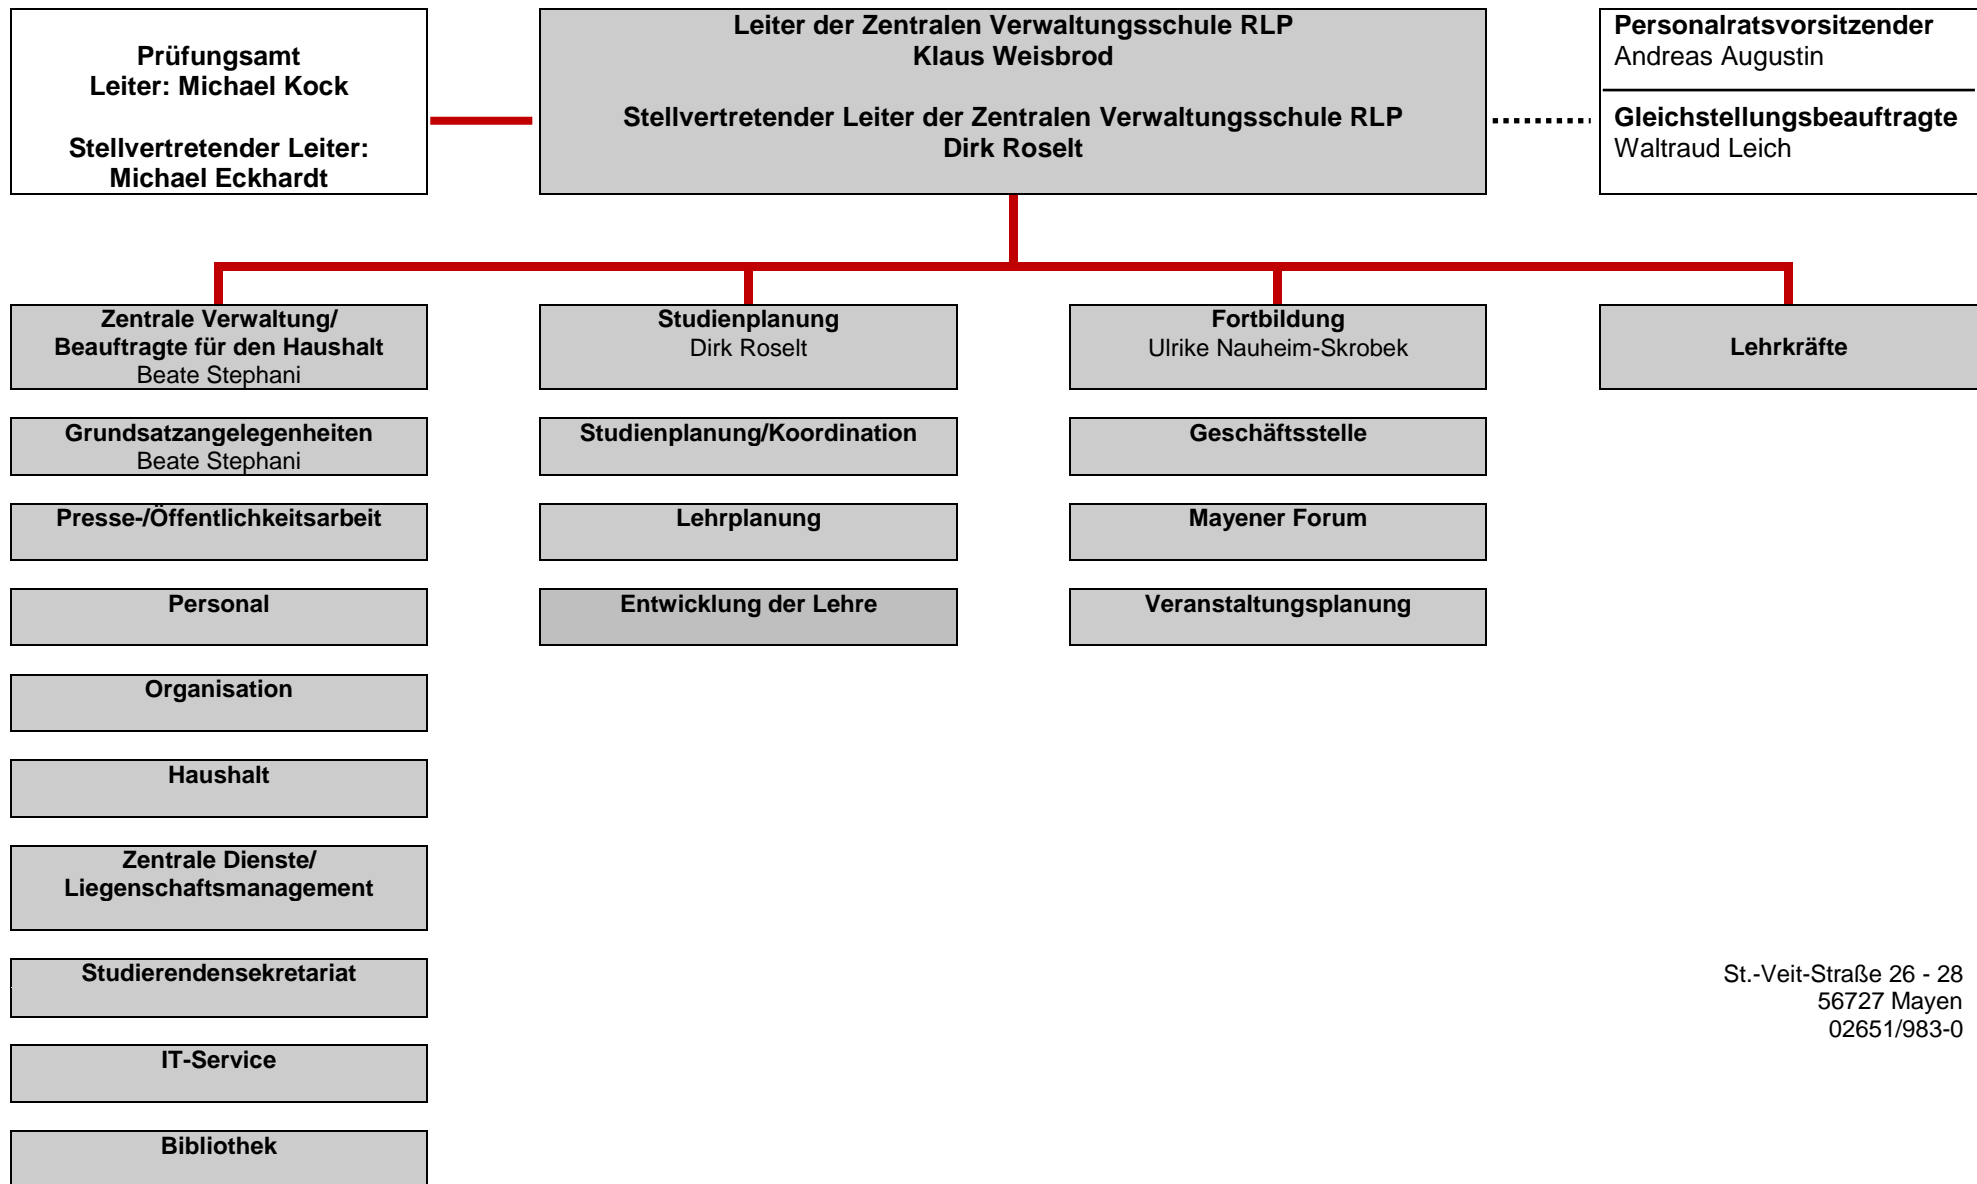 Prüfungsamt
Leiter: Michael Kock
Stellvertretender Leiter:
Michael Eckhardt
Leiter der Zentralen Verwaltungsschule RLP
Klaus Weisbrod
Stellvertretender Leiter der Zentralen Verwaltungsschule RLP
Dirk Roselt
Personalratsvorsitzender
Andreas Augustin
Gleichstellungsbeauftragte
Waltraud Leich
Zentrale Verwaltung/
Beauftragte für den Haushalt
Beate Stephani
Grundsatzangelegenheiten
Beate Stephani
Presse-/Öffentlichkeitsarbeit
Personal
Organisation
Haushalt
Zentrale Dienste/
Liegenschaftsmanagement
Studierendensekretariat
IT-Service
Bibliothek
Studienplanung
Dirk Roselt
Studienplanung/Koordination
Lehrplanung
Entwicklung der Lehre
Fortbildung
Ulrike Nauheim-Skrobek
Geschäftsstelle
Mayener Forum
Veranstaltungsplanung
Lehrkräfte
St.-Veit-Straße 26 - 28
56727 Mayen
02651/983-0